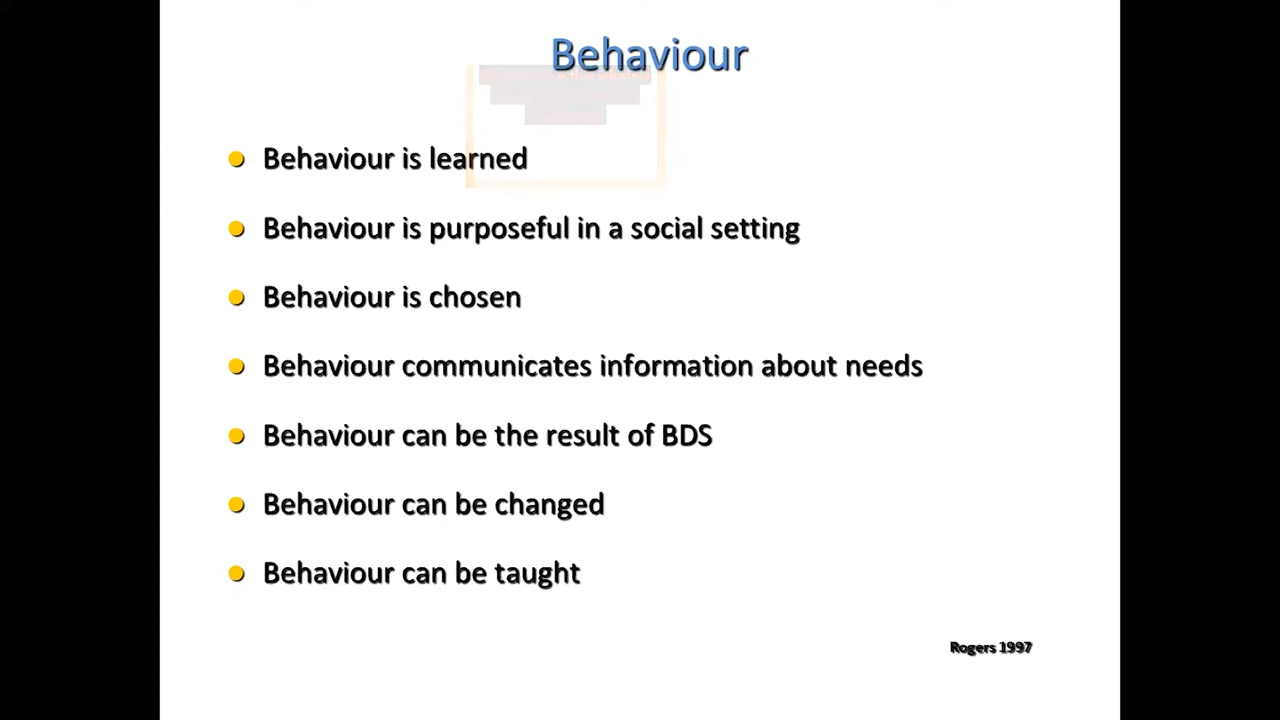 Behaviour
Behaviour is learned
Behaviour is purposeful in a social setting
Behaviour is chosen
Behaviour communicates information about needs
Behaviour can be the result of BDS
Behaviour can be changed
Behaviour can be taught
Rogers 1997